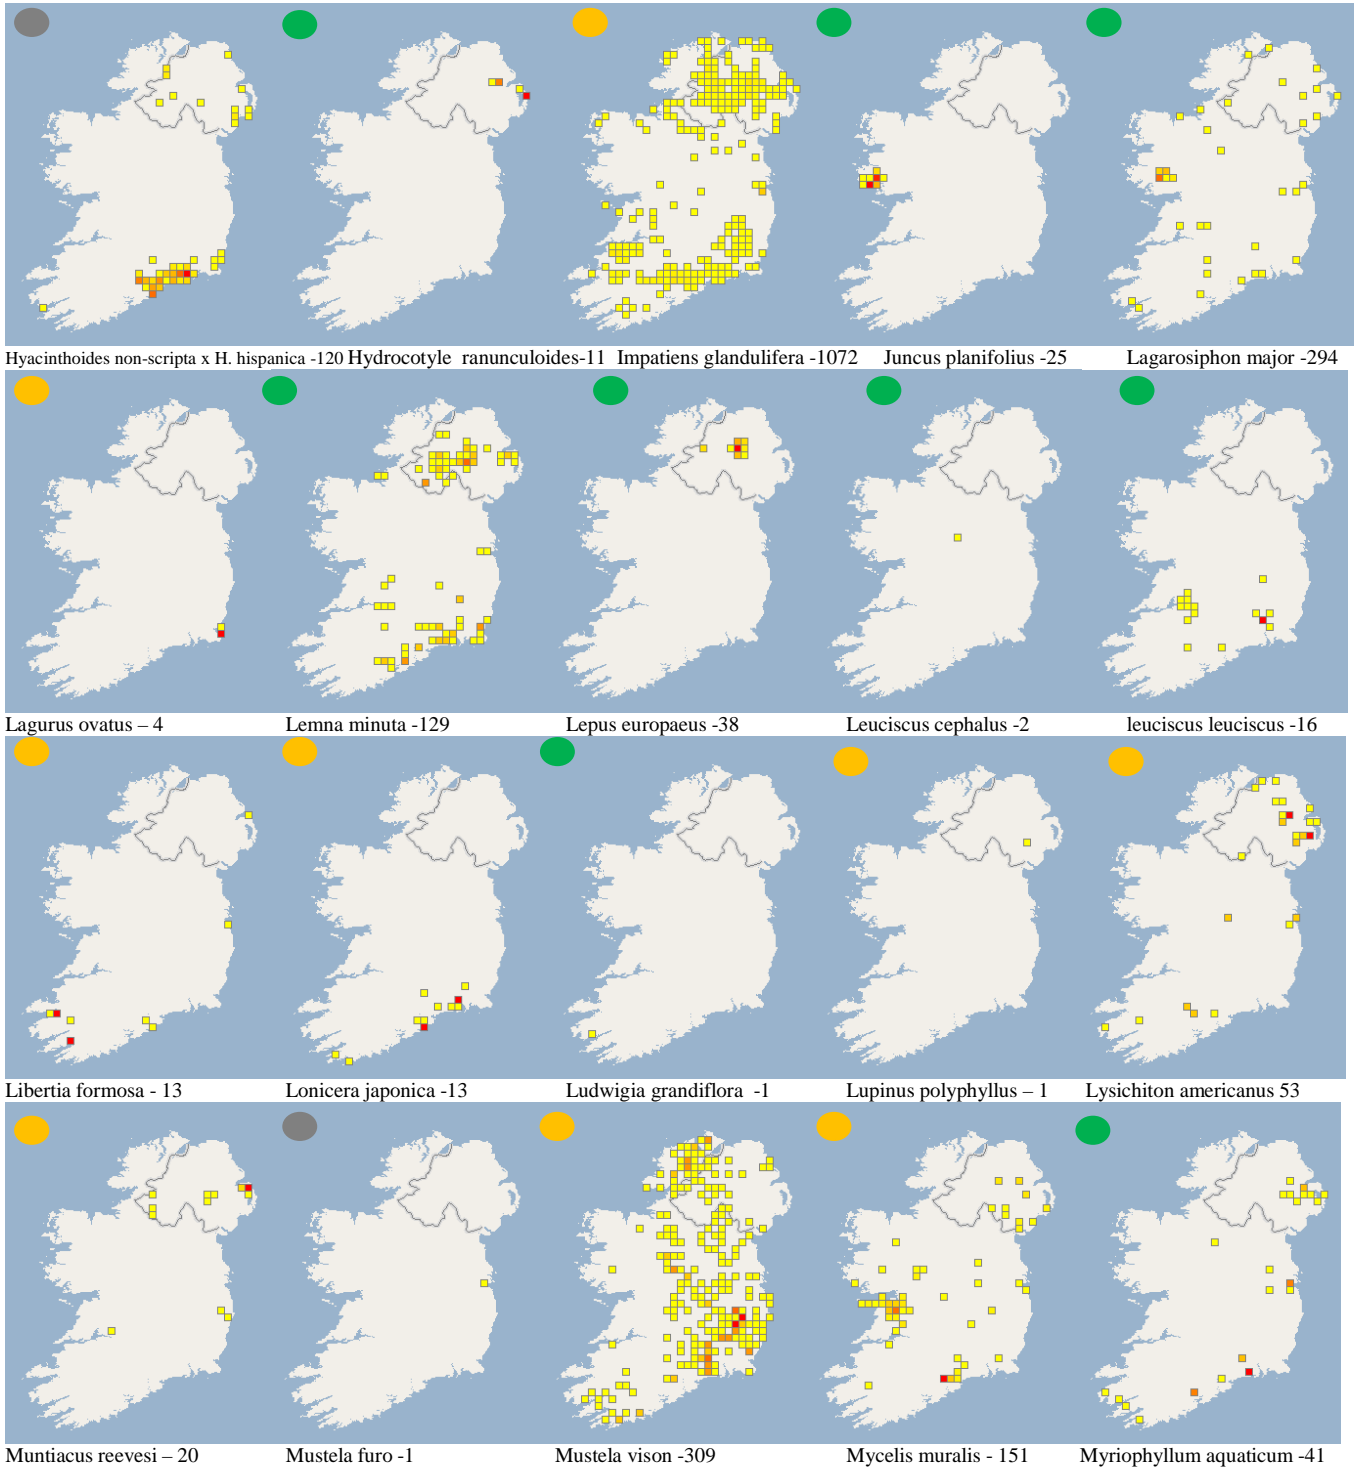 Hyacinthoides non-scripta x H. hispanica -120 Hydrocotyle ranunculoides-11 Impatiens glandulifera -1072 Juncus planifolius -25 Lagarosiphon major -294
Lagurus ovatus – 4 Lemna minuta -129 Lepus europaeus -38 Leuciscus cephalus -2 leuciscus leuciscus -16
Libertia formosa - 13 Lonicera japonica -13 Ludwigia grandiflora -1 Lupinus polyphyllus – 1 Lysichiton americanus 53
Muntiacus reevesi – 20 Mustela furo -1 Mustela vison -309 Mycelis muralis - 151 Myriophyllum aquaticum -41